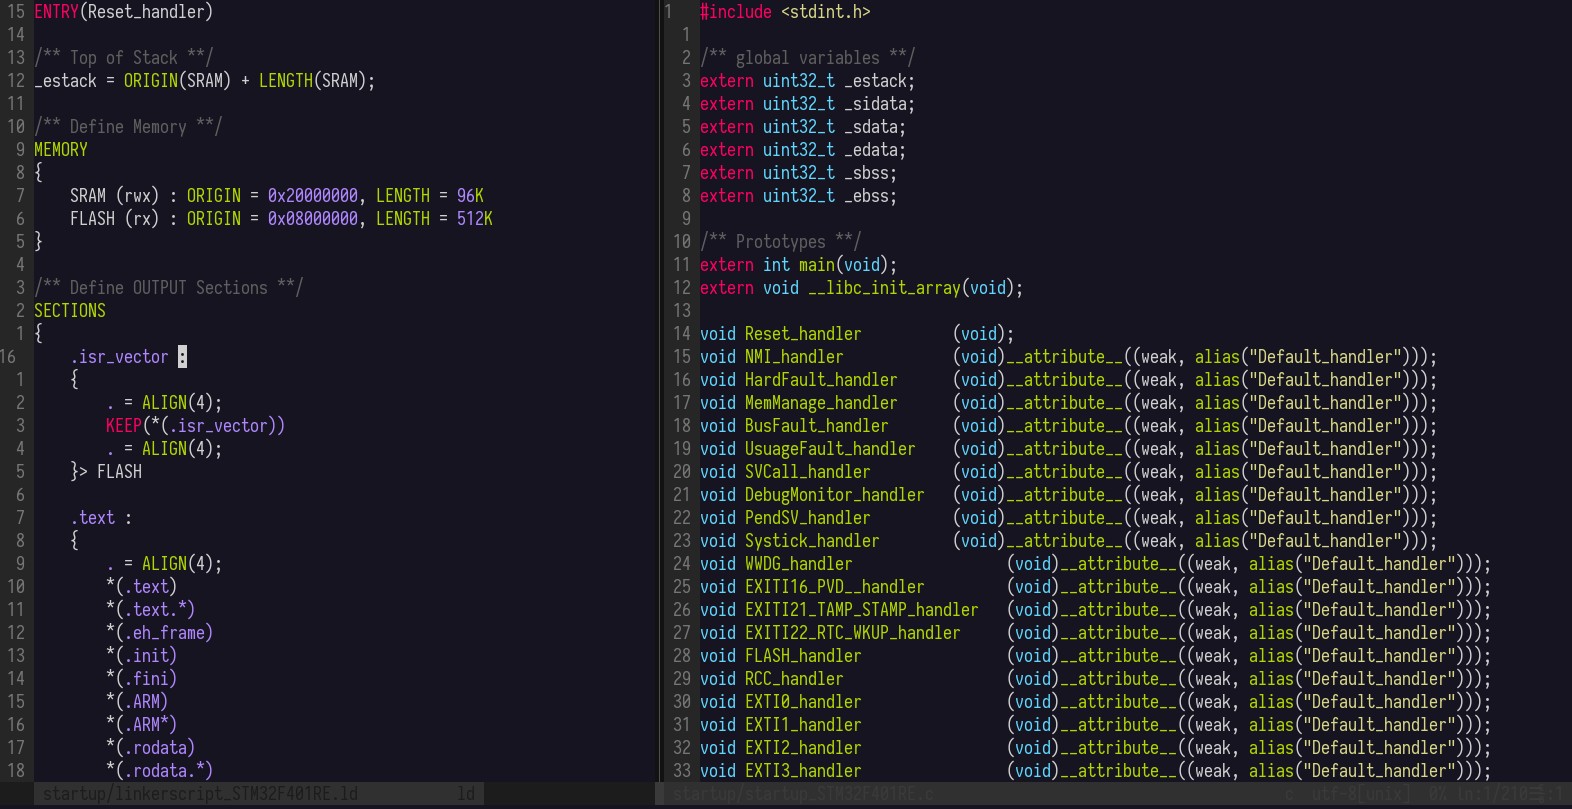 15 ENTRY(Reset_handler)
14
13 /** Top of Stack **/
12 _estack = ORIGIN(SRAM) + LENGTH(SRAM);
11
10 /** Define Memory **/
9 MEMORY
8 {
7 SRAM (rwx) : ORIGIN = 0x20000000, LENGTH = 96K
6 FLASH (rx) : ORIGIN = 0x08000000, LENGTH = 512K
5 }
4
3 /** Define OUTPUT Sections **/
2 SECTIONS
1 {
16 .isr_vector :
1 {
2 . = ALIGN(4);
3 KEEP(*(.isr_vector))
4 . = ALIGN(4);
5 }> FLASH
6
7 .text :
8 {
9 . = ALIGN(4);
10 *(.text)
11 *(.text.*)
12 *(.eh_frame)
13 *(.init)
14 *(.fini)
15 *(.ARM)
16 *(.ARM*)
17 *(.rodata)
18 *(.rodata.*)
startup/linkerscript_STM32F401RE.ld ld
1 #include <stdint.h>
1
2 /** global variables **/
3 extern uint32_t _estack;
4 extern uint32_t _sidata;
5 extern uint32_t _sdata;
6 extern uint32_t _edata;
7 extern uint32_t _sbss;
8 extern uint32_t _ebss;
9
10 /** Prototypes **/
11 extern int main(void);
12 extern void __libc_init_array(void);
13
14 void Reset_handler (void);
15 void NMI_handler (void)__attribute__((weak, alias("Default_handler")));
16 void HardFault_handler (void)__attribute__((weak, alias("Default_handler")));
17 void MemManage_handler (void)__attribute__((weak, alias("Default_handler")));
18 void BusFault_handler (void)__attribute__((weak, alias("Default_handler")));
19 void UsuageFault_handler (void)__attribute__((weak, alias("Default_handler")));
20 void SVCall_handler (void)__attribute__((weak, alias("Default_handler")));
21 void DebugMonitor_handler (void)__attribute__((weak, alias("Default_handler")));
22 void PendSV_handler (void)__attribute__((weak, alias("Default_handler")));
23 void Systick_handler (void)__attribute__((weak, alias("Default_handler")));
24 void WWDG_handler (void)__attribute__((weak, alias("Default_handler")));
25 void EXITI16_PVD__handler (void)__attribute__((weak, alias("Default_handler")));
26 void EXITI21_TAMP_STAMP_handler (void)__attribute__((weak, alias("Default_handler")));
27 void EXITI22_RTC_WKUP_handler (void)__attribute__((weak, alias("Default_handler")));
28 void FLASH_handler (void)__attribute__((weak, alias("Default_handler")));
29 void RCC_handler (void)__attribute__((weak, alias("Default_handler")));
30 void EXTI0_handler (void)__attribute__((weak, alias("Default_handler")));
31 void EXTI1_handler (void)__attribute__((weak, alias("Default_handler")));
32 void EXTI2_handler (void)__attribute__((weak, alias("Default_handler")));
33 void EXTI3_handler (void)__attribute__((weak, alias("Default_handler")));
startup/startup_STM32F401RE.c c utf-8[unix] 0% ln:1/210